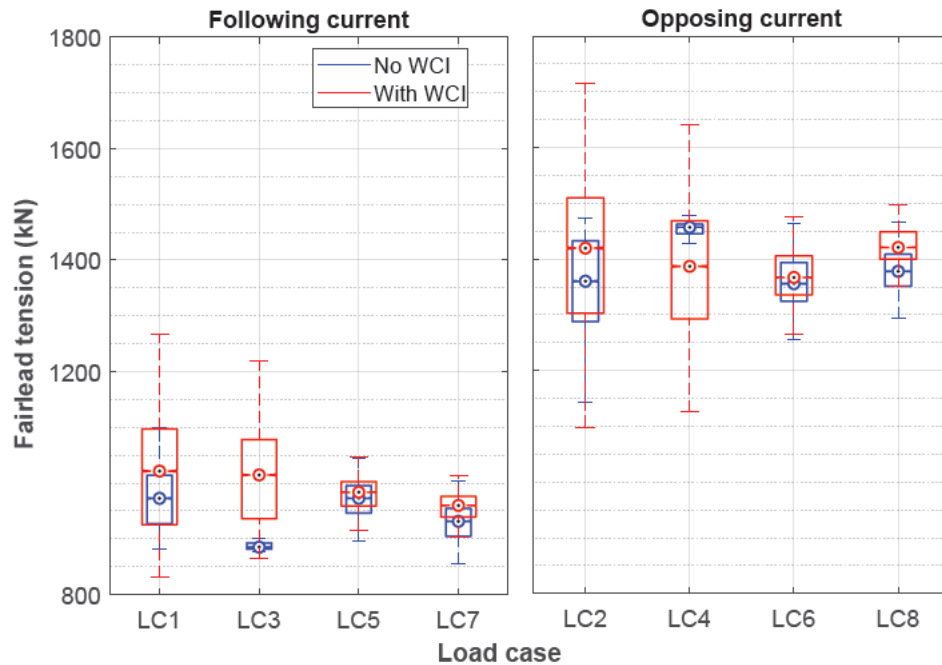 Following current
Opposing current
1800
1600
1400
1200
800
Fairlead tension (kN)
No WCI
With WCI
LC1 LC3 LC5 LC7
LC2 LC4 LC6 LC8
Load case